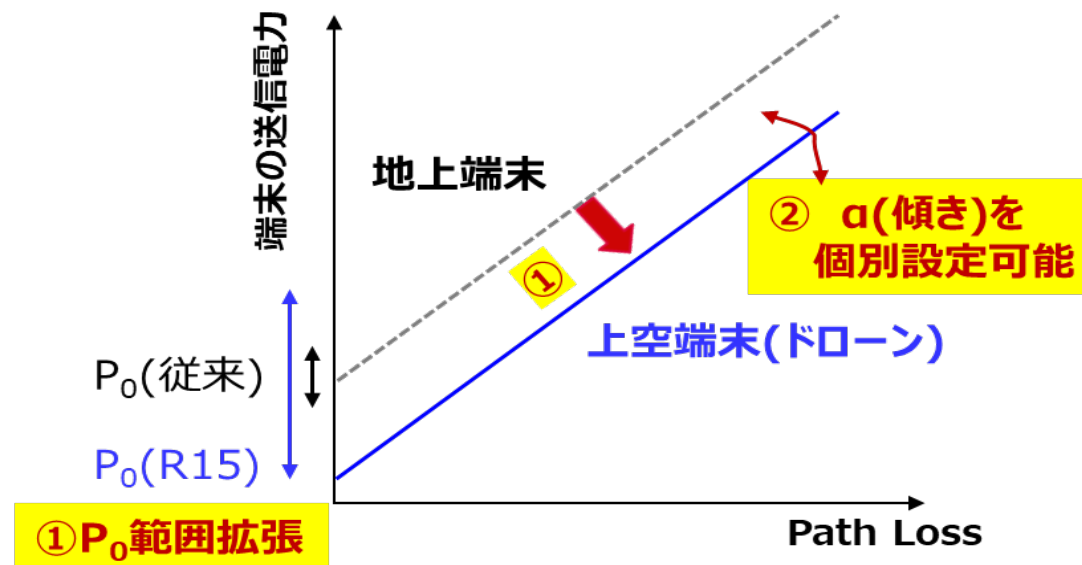 端末の送信電力
地上端末
①
② α(傾き)を
個別設定可能
上空端末(ドローン)
P₀(従来)
P₀(R15)
①P₀範囲拡張
Path Loss